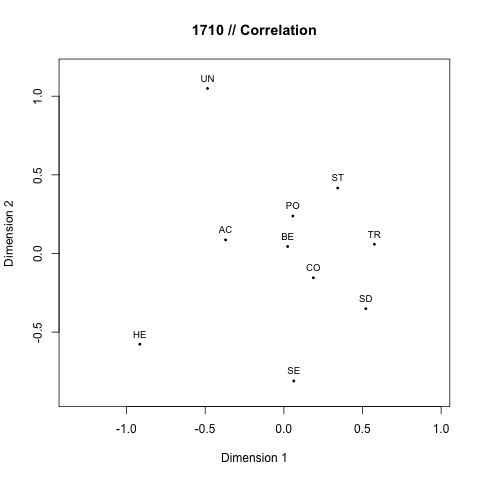 1710 // Correlation
UN
ST
PO
AC
BE
TR
CO
SD
HE
SE
1.0
0.5
0.0
-0.5
Dimension 2
-1.0 -0.5 0.0 0.5 1.0
Dimension 1